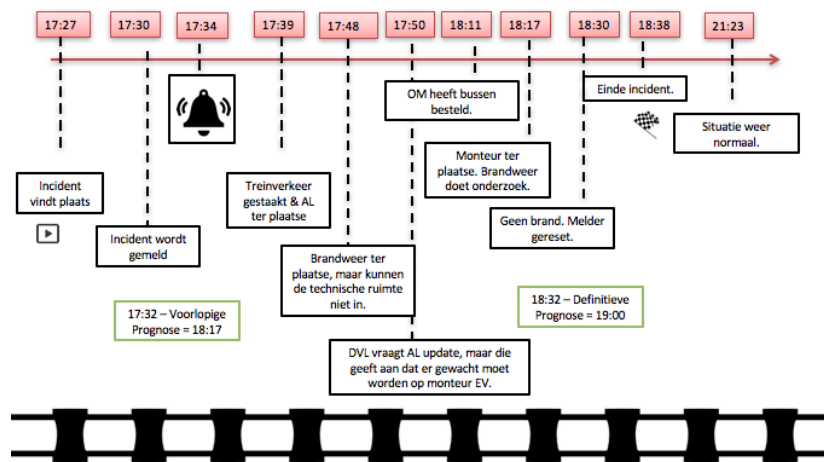 17:27
17:30
17:34
17:39
17:48
17:50
18:11
18:17
18:30
18:38
21:23
OM heeft bussen
besteld.
Einde incident.
Situatie weer
normaal.
Monteur ter
plaatse. Brandweer
doet onderzoek.
Incident
vindt plaats
Treinverkeer
gestaakt & AL
ter plaatse
Incident wordt
gemeld
Geen brand. Melder
gereset.
Brandweer ter
plaatse, maar kunnen
de technische ruimte
niet in.
17:32 – Voorlopige
Prognose = 18:17
18:32 – Definitieve
Prognose = 19:00
DVL vraagt AL update, maar die
geeft aan dat er gewacht moet
worden op monteur EV.